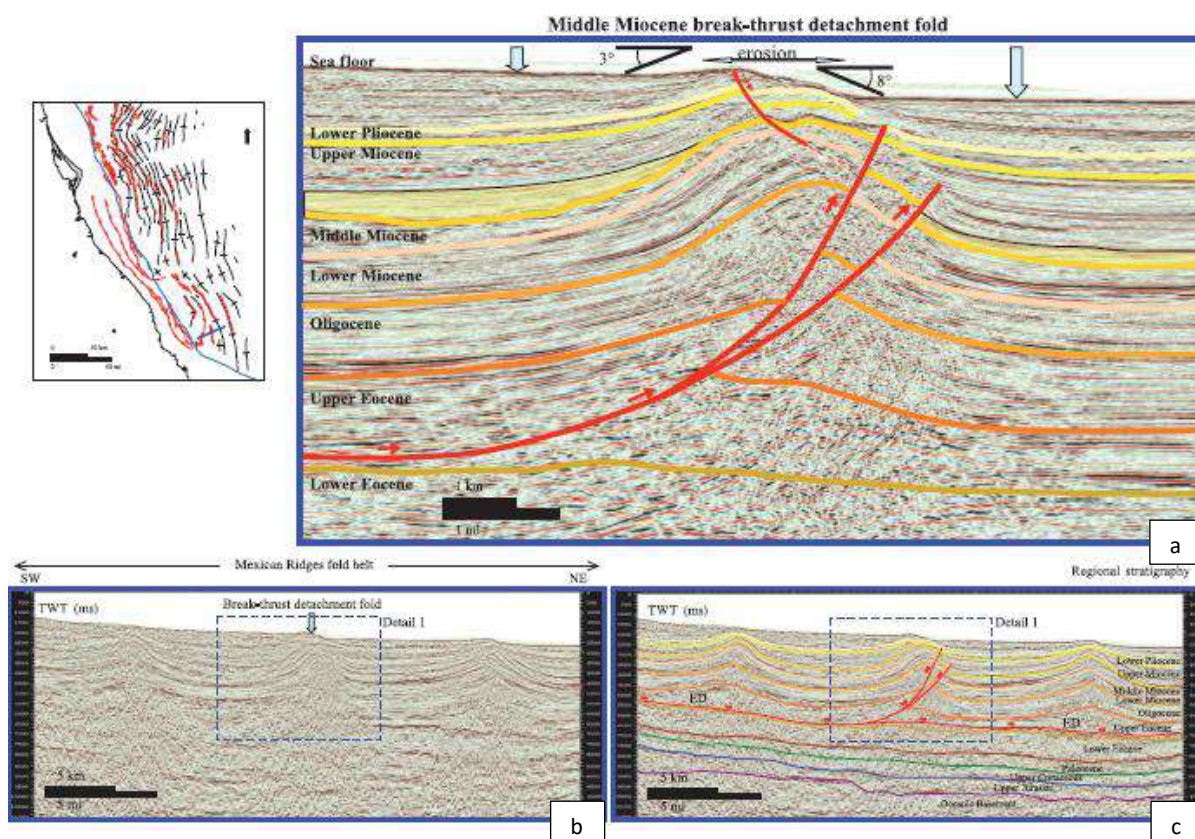 Middle Miocene break-thrust detachment fold
Sea floor
3°
erosion
8°
Lower Pliocene
Upper Miocene
Middle Miocene
Lower Miocene
Oligocene
Upper Eocene
Lower Eocene
1 km
1 mi
a
Mexican Ridges fold belt
SW
NE
TWT (ms)
Break-thrust detachment fold
Detail 1
5 km
5 mi
b
Regional stratigraphy
TWT (ms)
Detail 1
Lower Pliocene
Upper Miocene
Middle Miocene
Lower Miocene
Oligocene
ED
ED
Upper Eocene
Lower Eocene
Paleocene
Upper Cretaceous
Upper Jurassic
Oceanic Basement
5 km
5 mi
c